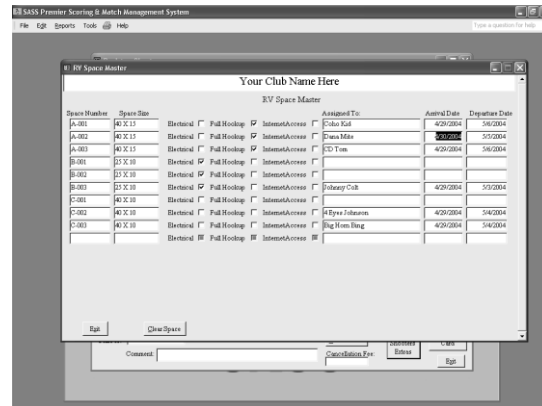 SASS Premier Scoring & Match Management System
File Edit Reports Tools Help Type a question for help
RV Space Master
Your Club Name Here
RV Space Master
Space Number Space Size Assigned To: Arrival Date Departure Date
A-001 40 X 15 Electrical Full Hookup InternetAccess Coho Kid 4/29/2004 5/6/2004
A-002 40 X 15 Electrical Full Hookup InternetAccess Dana Mite 4/30/2004 5/5/2004
A-003 40 X 15 Electrical Full Hookup InternetAccess CD Tom 4/29/2004 5/6/2004
B-001 25 X 10 Electrical Full Hookup InternetAccess
B-002 25 X 10 Electrical Full Hookup InternetAccess
B-003 25 X 10 Electrical Full Hookup InternetAccess Johnny Colt 4/29/2004 5/3/2004
C-001 40 X 10 Electrical Full Hookup InternetAccess
C-002 40 X 10 Electrical Full Hookup InternetAccess 4 Eyes Johnson 4/29/2004 5/4/2004
C-003 40 X 10 Electrical Full Hookup InternetAccess Big Horn Bing 4/29/2004 5/4/2004
Electrical Full Hookup InternetAccess
Exit Clear Space
Comment: Cancellation Fee: Extras
Exit